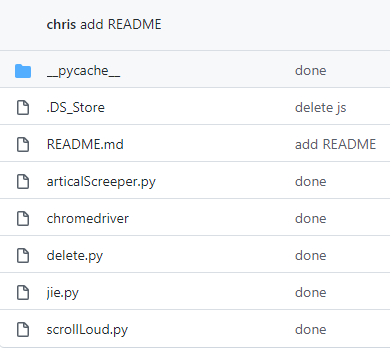 chris add README
__pycache__ done
.DS_Store delete js
README.md add README
articalScreeper.py done
chromedriver done
delete.py done
jie.py done
scrollLoud.py done